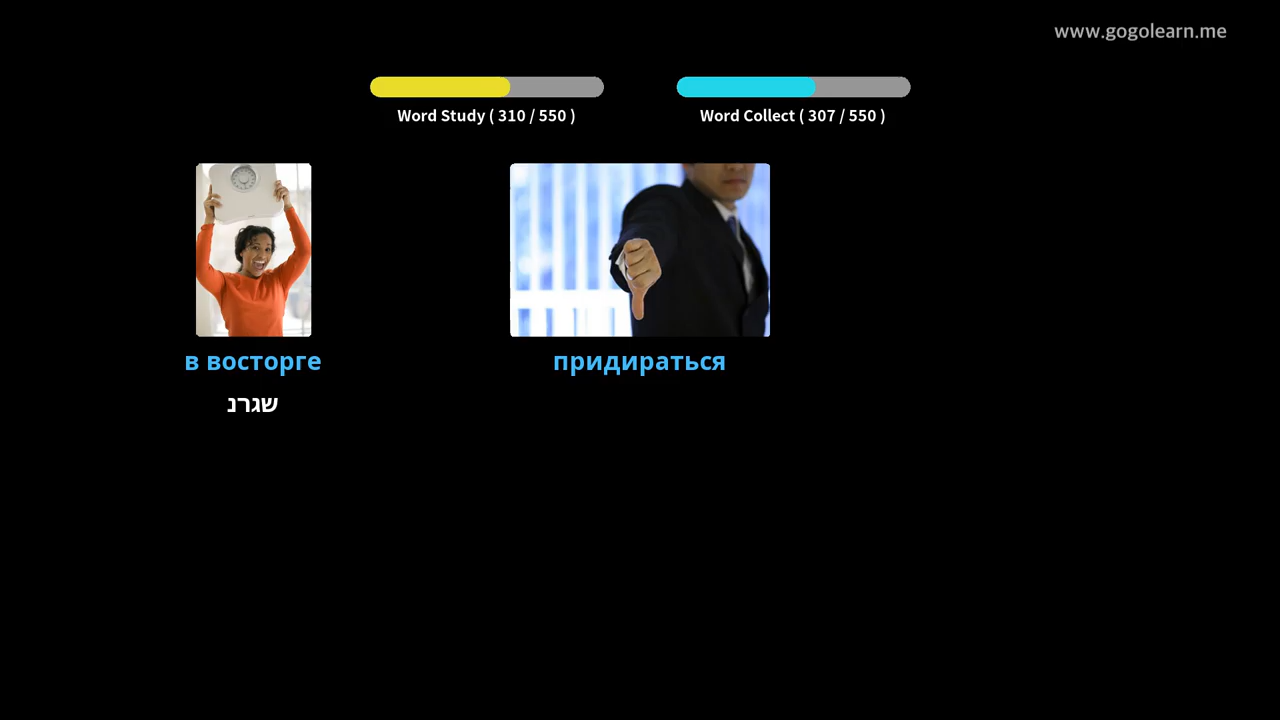 www.gogolearn.me
Word Study ( 310 / 550 )
Word Collect ( 307 / 550 )
в восторге
придираться
שגרנ